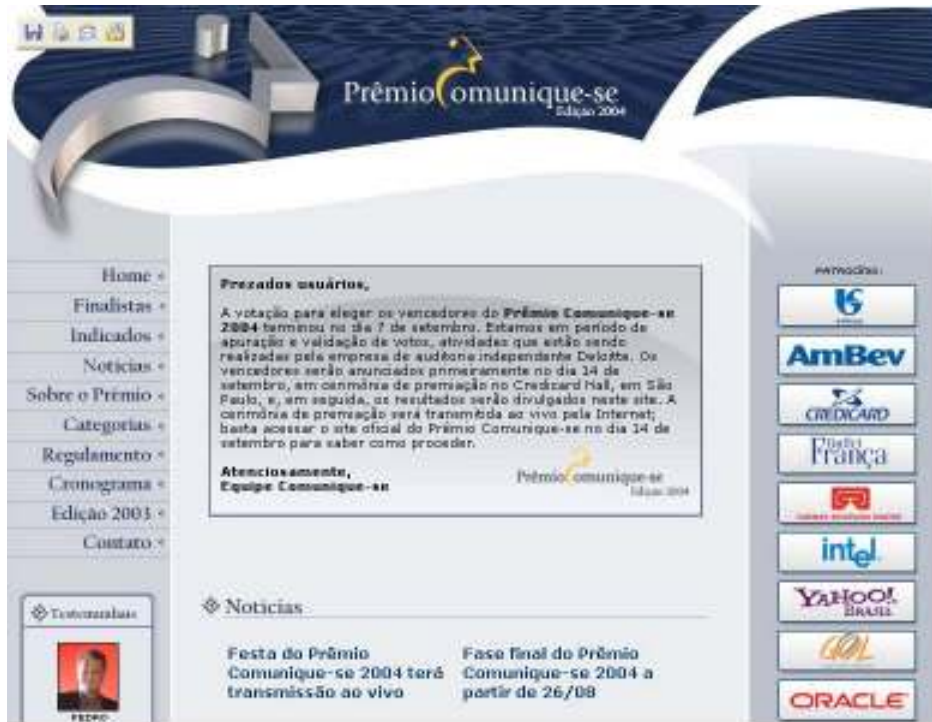 Prêmio Comunique-se
Edição 2004
Home
Finalistas
Indicados
Notícias
Sobre o Prêmio
Categorias
Regulamento
Cronograma
Edição 2003
Contato
Testemunhais
PEDRO
Prezados usuários,
A votação para eleger os vencedores do Prêmio Comunique-se
2004 terminou no dia 7 de setembro. Estamos em período de
apuração e validação de votos, atividades que estão sendo
realizadas pela empresa de auditoria independente Deloitte. Os
vencedores serão anunciados primeiramente no dia 14 de
setembro, em cerimônia de premiação no Credicard Hall, em São
Paulo, e, em seguida, os resultados serão divulgados neste site. A
cerimônia de premiação será transmitida ao vivo pela Internet;
basta acessar o site oficial do Prêmio Comunique-se no dia 14 de
setembro para saber como proceder.
Atenciosamente,
Equipe Comunique-se
Prêmio Comunique-se
Edição 2004
Notícias
Festa do Prêmio
Comunique-se 2004 terá
transmissão ao vivo
Fase final do Prêmio
Comunique-se 2004 a
partir de 26/08
PATROCÍNIO:
AmBev
CREDICARD
França
intel
YAHOO!
BRASIL
GOL
ORACLE